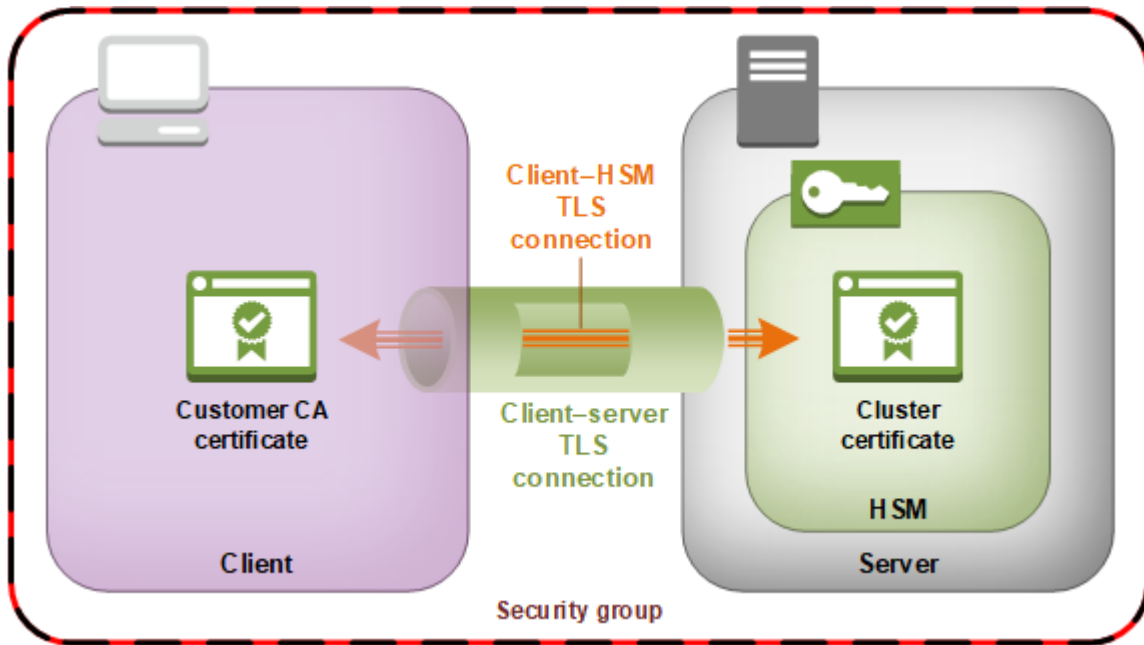 Client–HSM
TLS
connection
Customer CA
certificate
Client–server
TLS
connection
Cluster
certificate
HSM
Client
Server
Security group